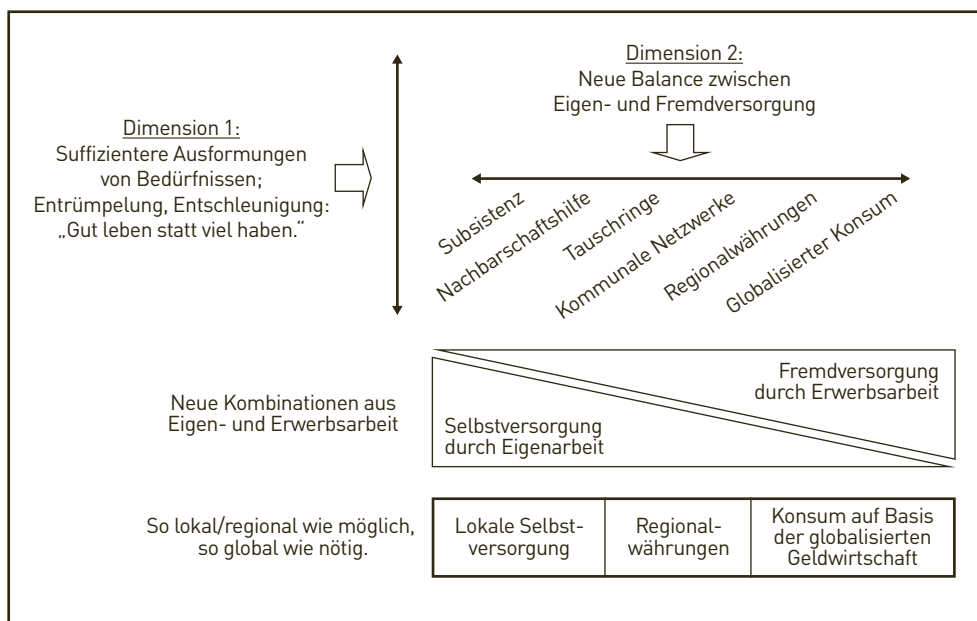 Dimension 1:
Suffizientere Ausformungen
von Bedürfnissen;
Entrümpelung, Entschleunigung:
„Gut leben statt viel haben.“
Dimension 2:
Neue Balance zwischen
Eigen- und Fremdversorgung
Subsistenz
Nachbarschaftshilfe
Tauschringe
Kommunale Netzwerke
Regionalwährungen
Globalisierter Konsum
Neue Kombinationen aus
Eigen- und Erwerbsarbeit
Selbstversorgung
durch Eigenarbeit
Fremdversorgung
durch Erwerbsarbeit
So lokal/regional wie möglich,
so global wie nötig.
Lokale Selbst-
versorgung
Regional-
währungen
Konsum auf Basis
der globalisierten
Geldwirtschaft